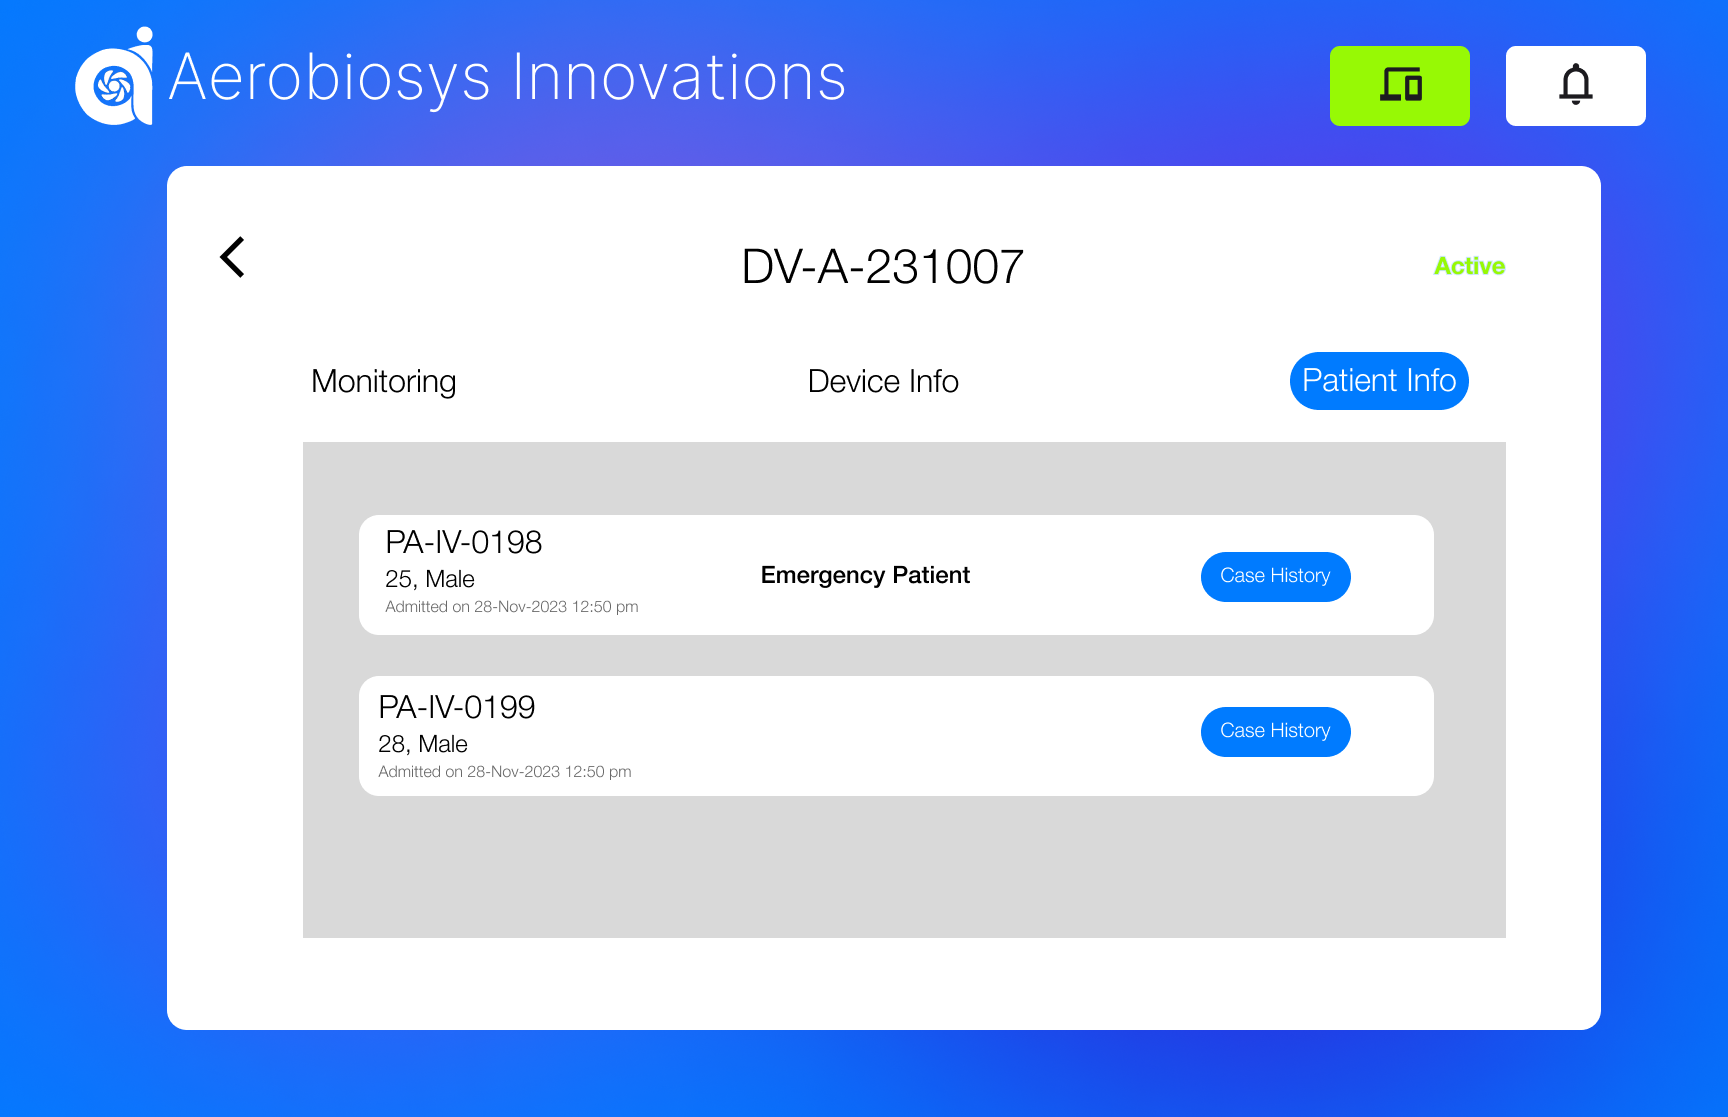 Aerobiosys Innovations
DV-A-231007
Active
Monitoring
Device Info
Patient Info
PA-IV-0198
25, Male
Admitted on 28-Nov-2023 12:50 pm
Emergency Patient
Case History
PA-IV-0199
28, Male
Admitted on 28-Nov-2023 12:50 pm
Case History